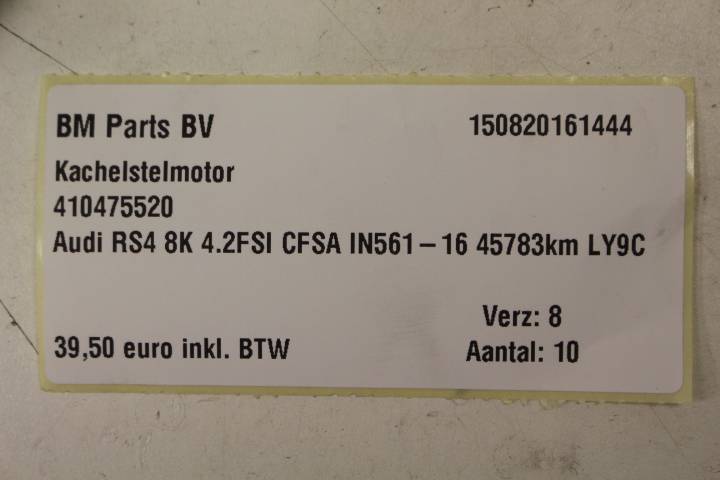 BM Parts BV 150820161444
Kachelstelmotor
410475520
Audi RS4 8K 4.2FSI CFSA IN561-16 45783km LY9C
Verz: 8
39,50 euro inkl. BTW Aantal: 10